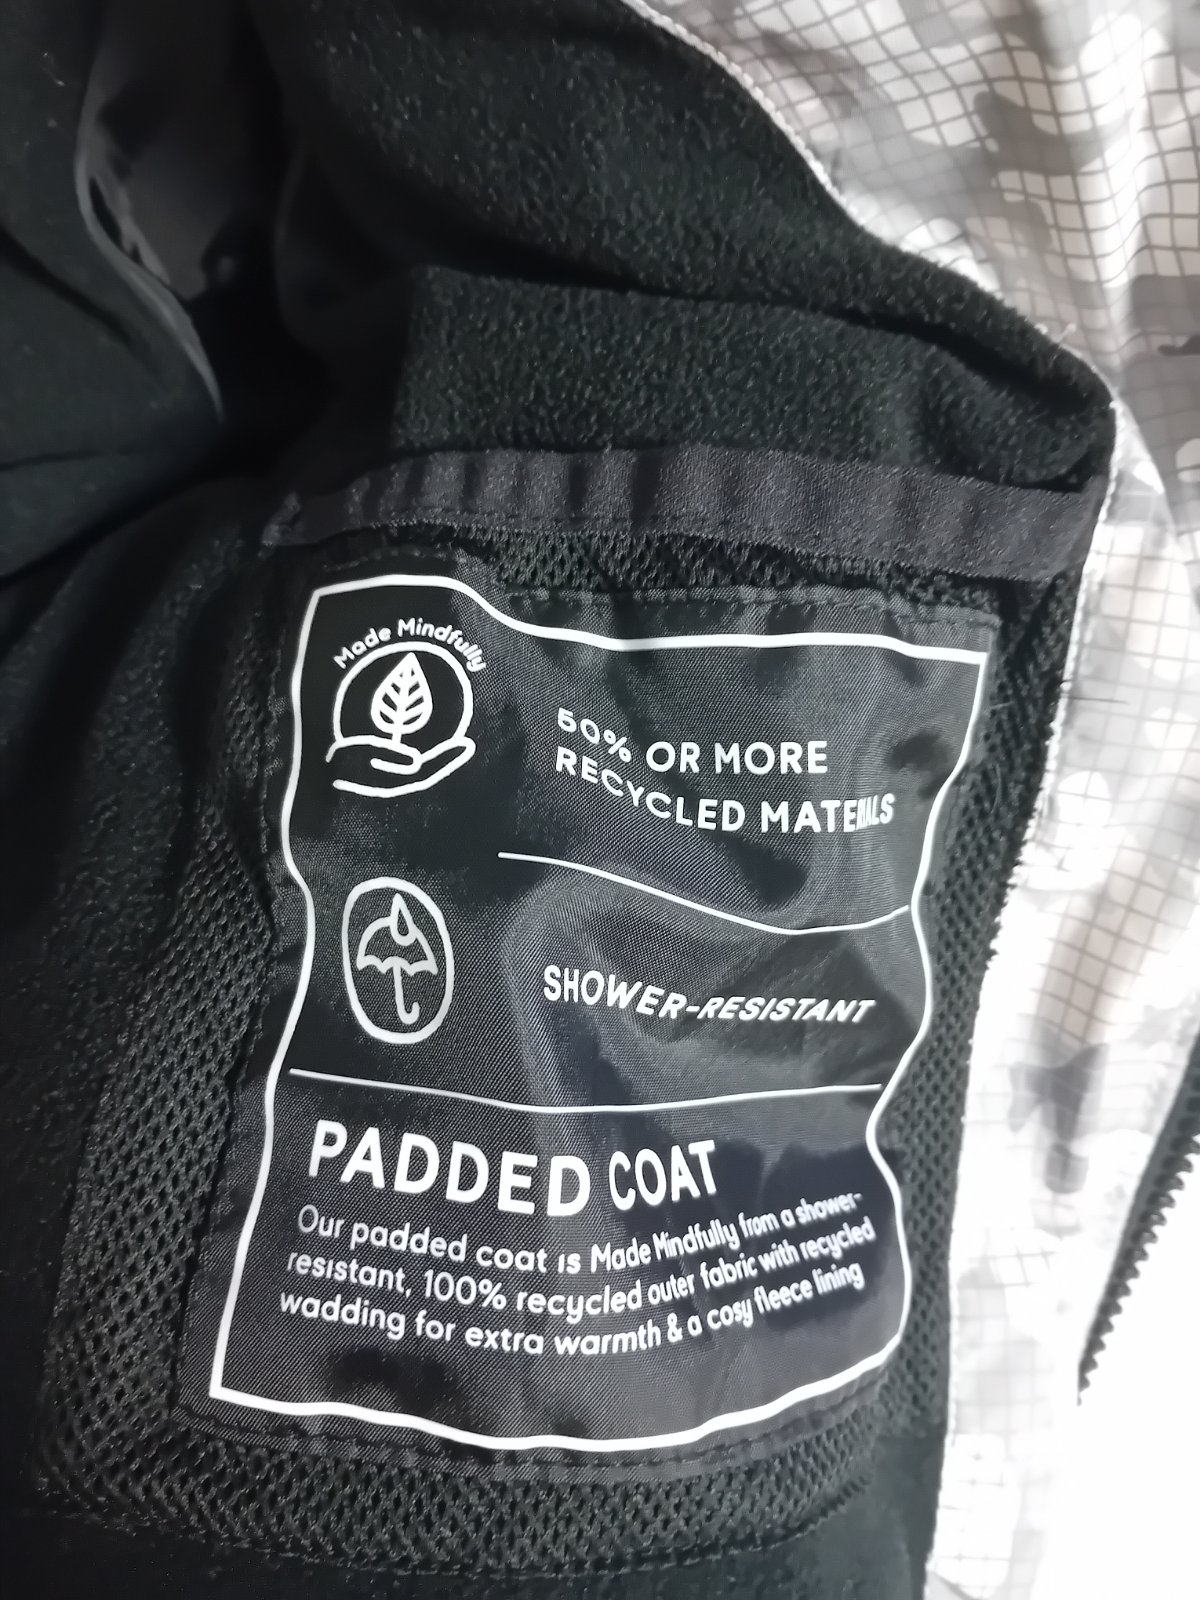 Made Mindfully
50% OR MORE
RECYCLED MATERIALS
SHOWER-RESISTANT
PADDED COAT
Our padded coat is Made Mindfully from a shower-
resistant, 100% recycled outer fabric with recycled
wadding for extra warmth & a cosy fleece lining